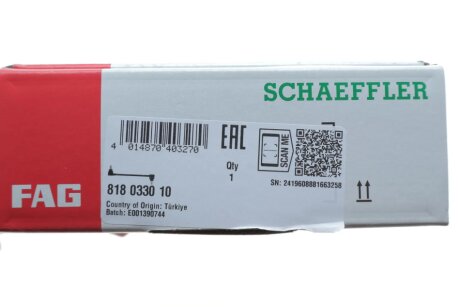 SCHAEFFLER
FAG
4 014870 403270
EAC
Qty
1
SCAN ME
818 0330 10
Country of Origin: Türkiye
Batch: E001390744
SN: 2419608881663258